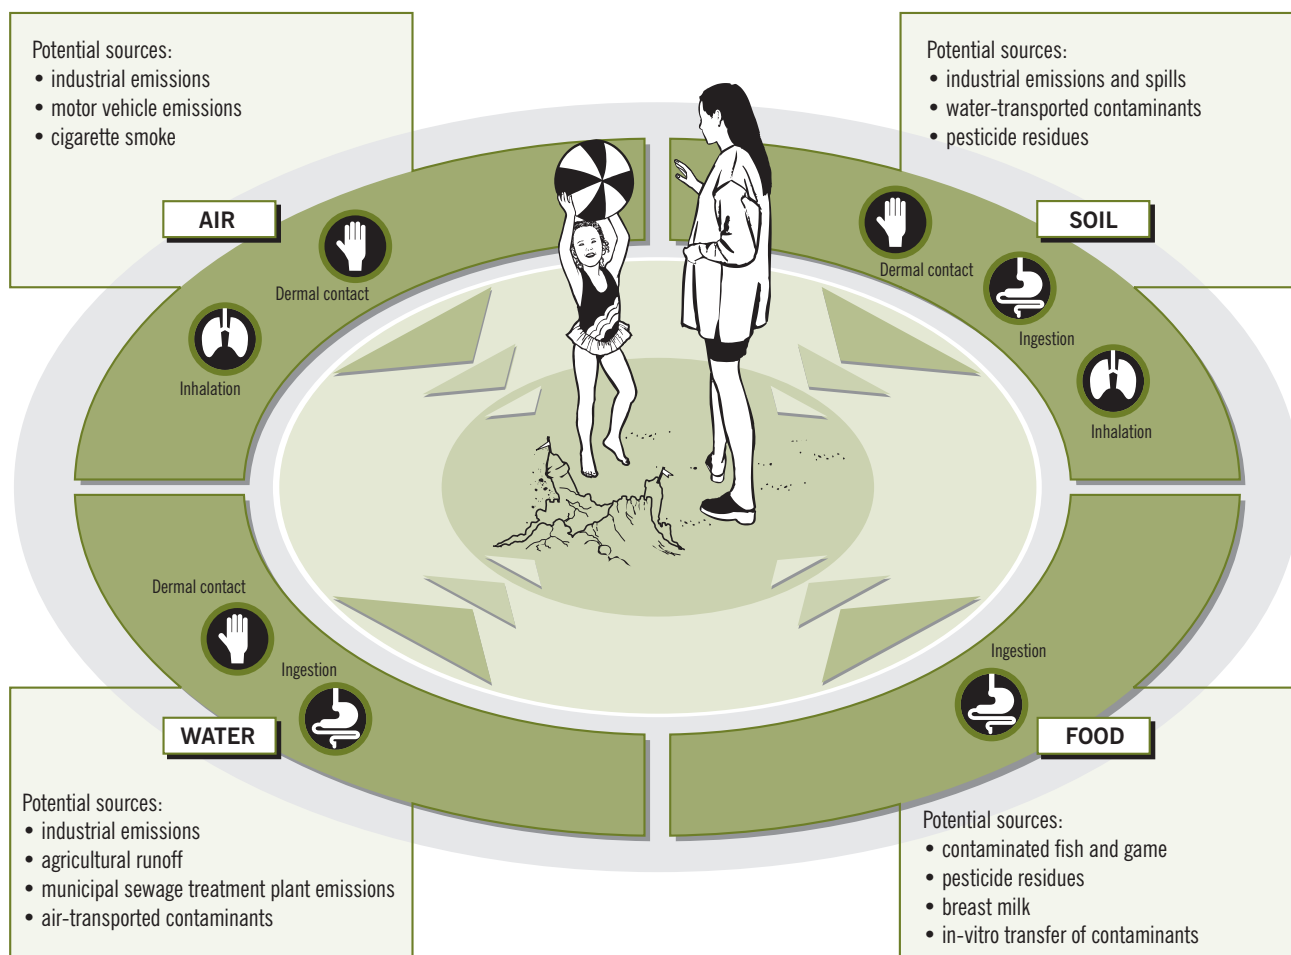 Potential sources:
• industrial emissions
• motor vehicle emissions
• cigarette smoke
AIR
Dermal contact
Inhalation
Potential sources:
• industrial emissions and spills
• water-transported contaminants
• pesticide residues
SOIL
Dermal contact
Ingestion
Inhalation
Dermal contact
Ingestion
WATER
Potential sources:
• industrial emissions
• agricultural runoff
• municipal sewage treatment plant emissions
• air-transported contaminants
Ingestion
FOOD
Potential sources:
• contaminated fish and game
• pesticide residues
• breast milk
• in-vitro transfer of contaminants